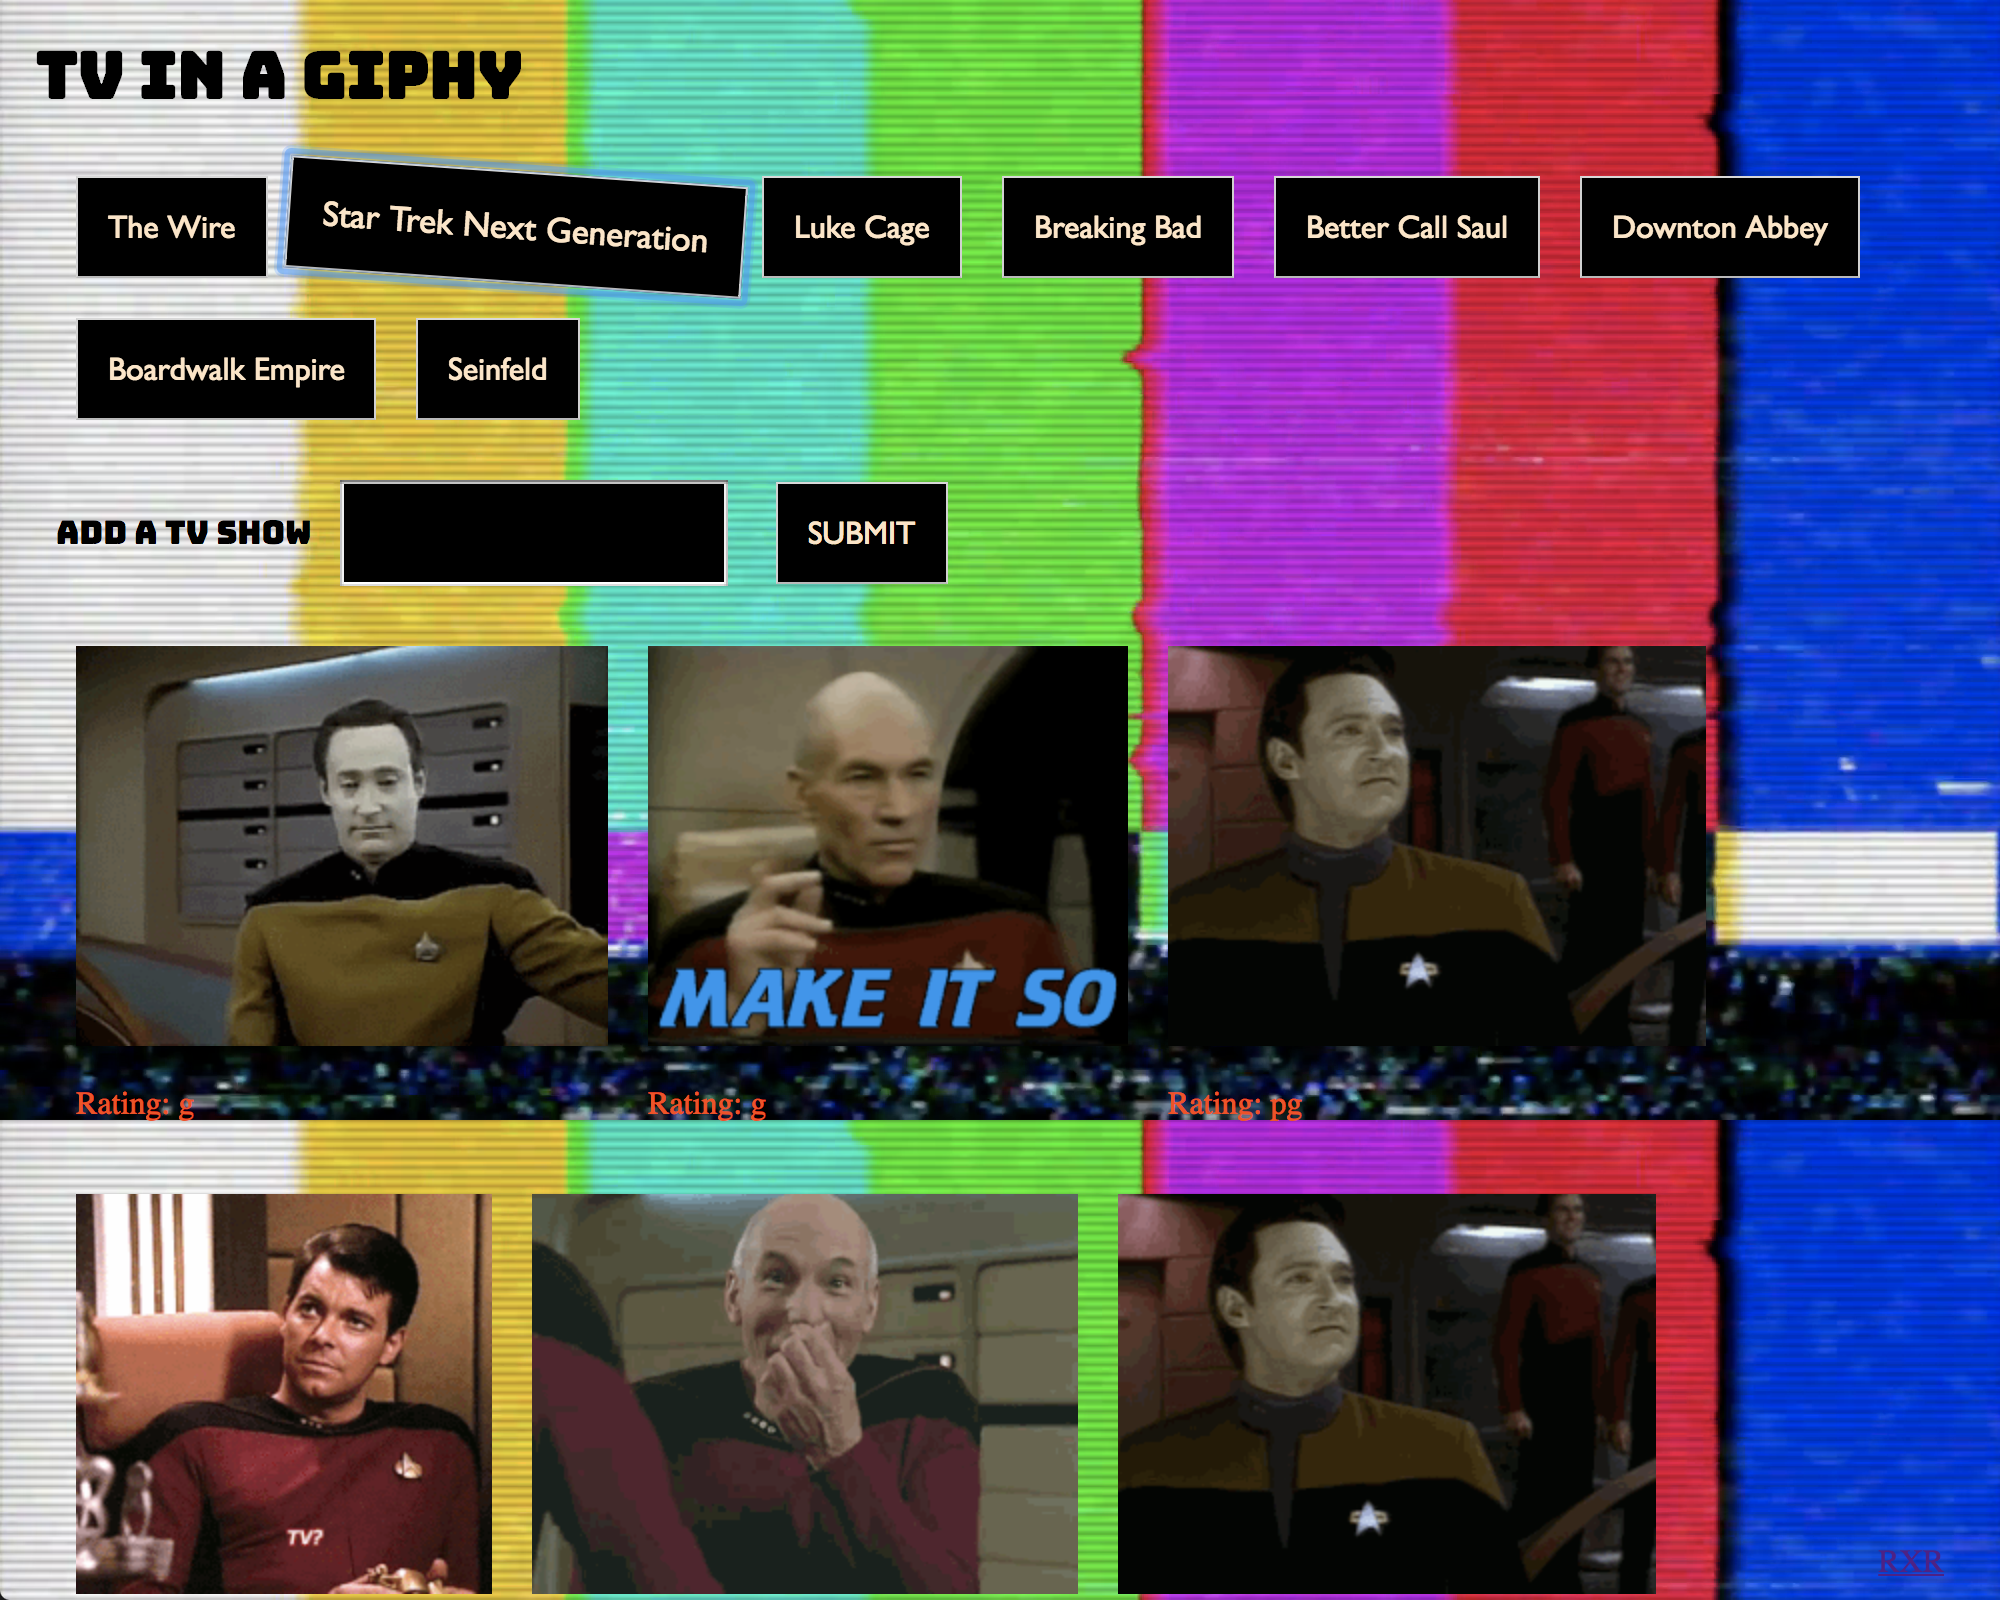 TV IN A GIPHY
The Wire
Star Trek Next Generation
Luke Cage
Breaking Bad
Better Call Saul
Downton Abbey
Boardwalk Empire
Seinfeld
ADD A TV SHOW
SUBMIT
MAKE IT SO
Rating: g
Rating: g
Rating: pg
TV?
RXR